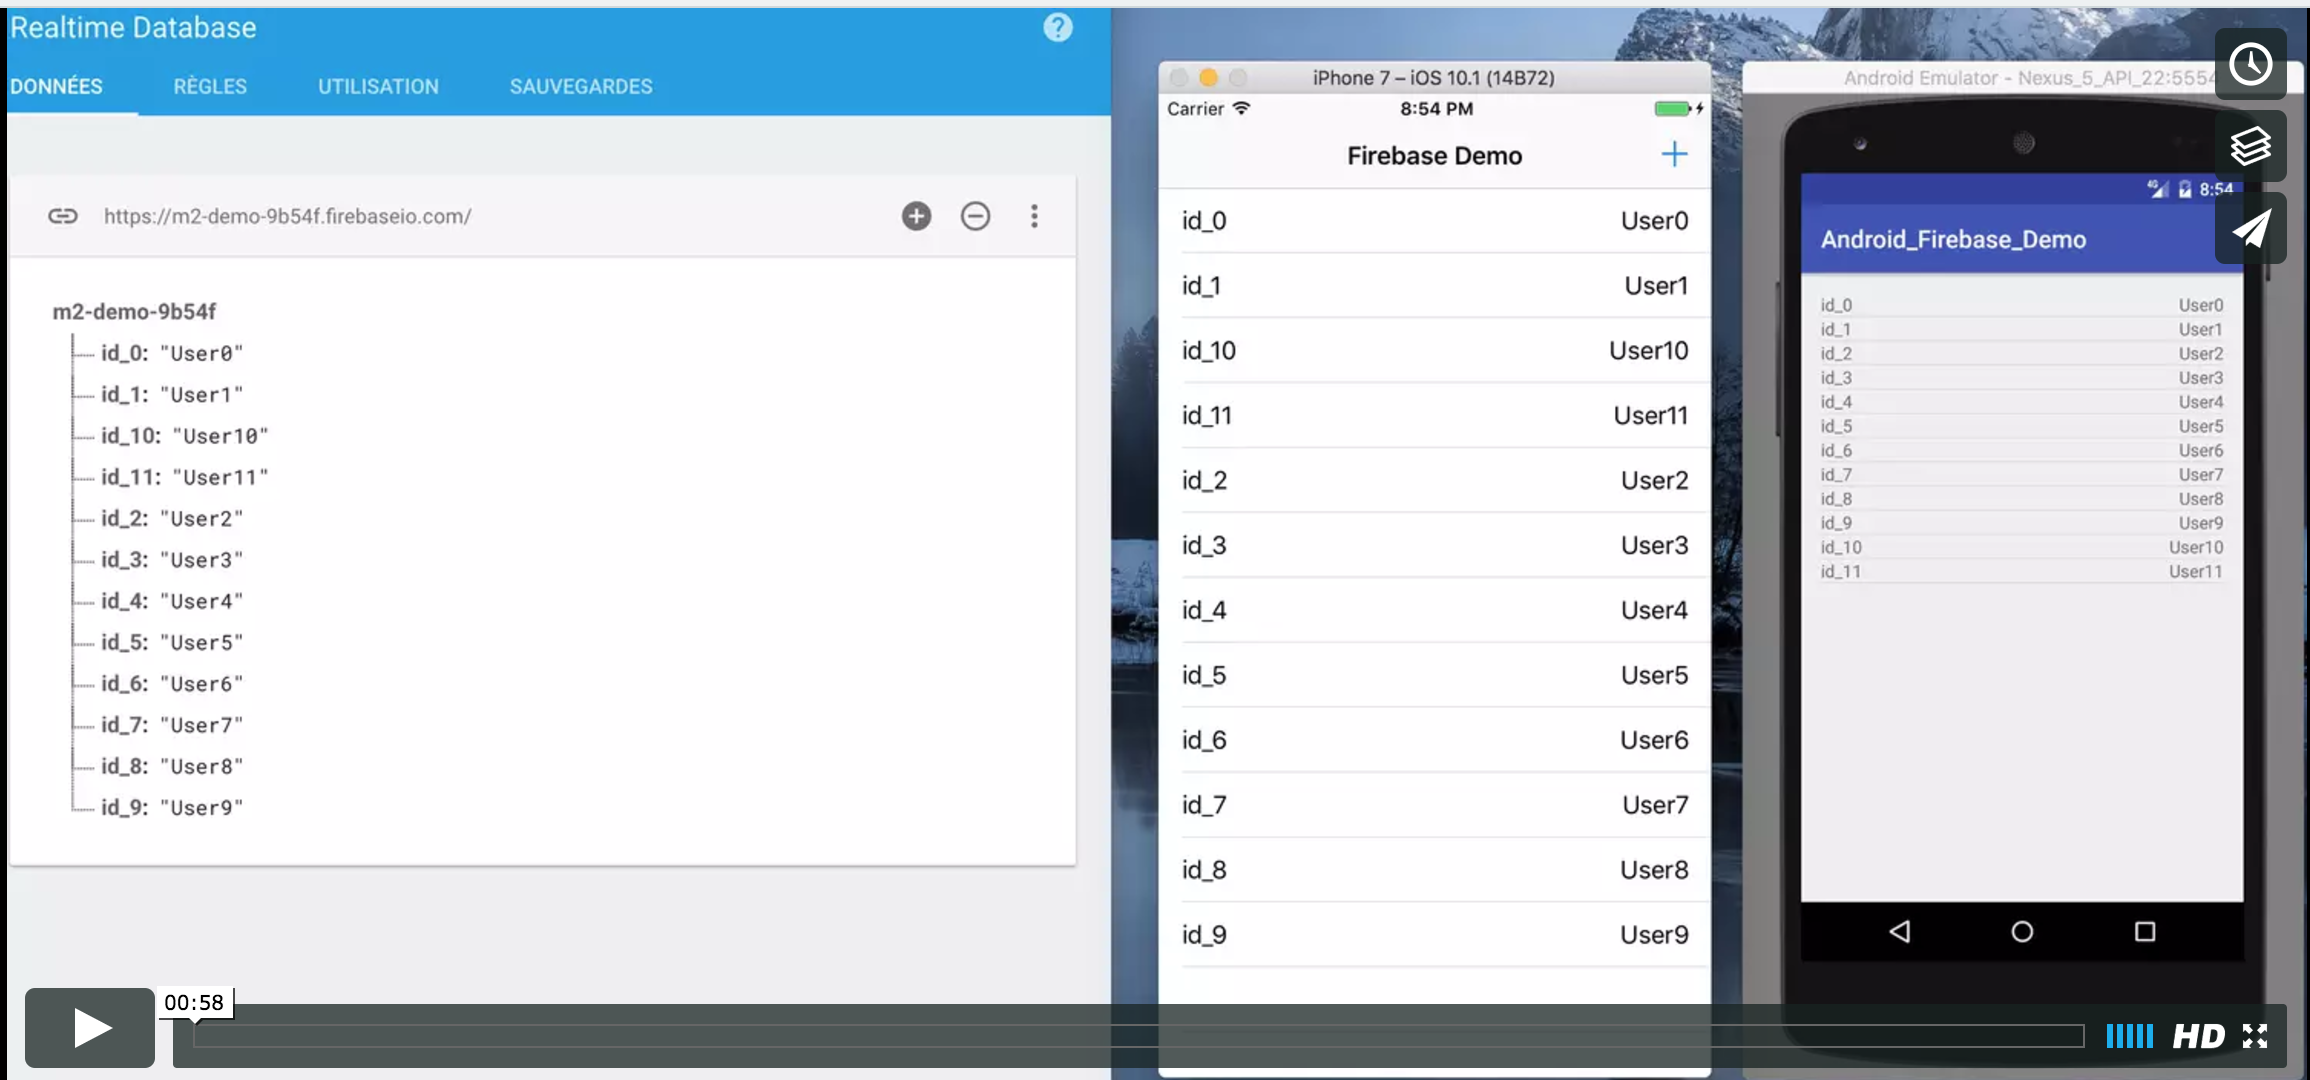 Realtime Database
?
DONNÉES RÈGLES UTILISATION SAUVEGARDES
https://m2-demo-9b54f.firebaseio.com/
m2-demo-9b54f
id_0: "User0"
id_1: "User1"
id_10: "User10"
id_11: "User11"
id_2: "User2"
id_3: "User3"
id_4: "User4"
id_5: "User5"
id_6: "User6"
id_7: "User7"
id_8: "User8"
id_9: "User9"
iPhone 7 – iOS 10.1 (14B72)
Carrier 8:54 PM
Firebase Demo +
id_0 User0
id_1 User1
id_10 User10
id_11 User11
id_2 User2
id_3 User3
id_4 User4
id_5 User5
id_6 User6
id_7 User7
id_8 User8
id_9 User9
Android Emulator - Nexus_5_API_22:5554
4G 8:54
Android_Firebase_Demo
id_0 User0
id_1 User1
id_2 User2
id_3 User3
id_4 User4
id_5 User5
id_6 User6
id_7 User7
id_8 User8
id_9 User9
id_10 User10
id_11 User11
00:58
HD